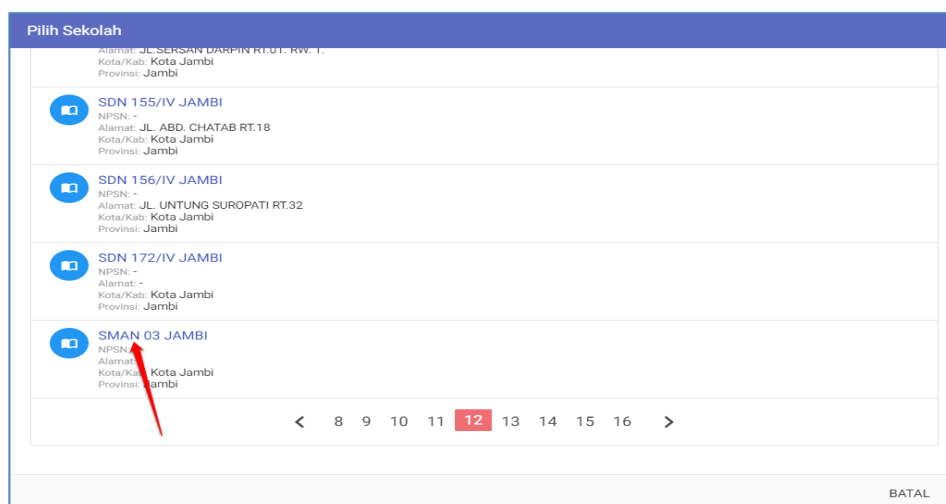 Pilih Sekolah
Alamat: JL.SERSAN DARPIN RT.01. RW. 1.
Kota/Kab: Kota Jambi
Provinsi: Jambi
SDN 155/IV JAMBI
NPSN: -
Alamat: JL. ABD. CHATAB RT.18
Kota/Kab: Kota Jambi
Provinsi: Jambi
SDN 156/IV JAMBI
NPSN: -
Alamat: JL. UNTUNG SUROPATI RT.32
Kota/Kab: Kota Jambi
Provinsi: Jambi
SDN 172/IV JAMBI
NPSN: -
Alamat: -
Kota/Kab: Kota Jambi
Provinsi: Jambi
SMAN 03 JAMBI
NPSN:
Alamat:
Kota/Kab: Kota Jambi
Provinsi: Jambi
< 8 9 10 11 12 13 14 15 16 >
BATAL